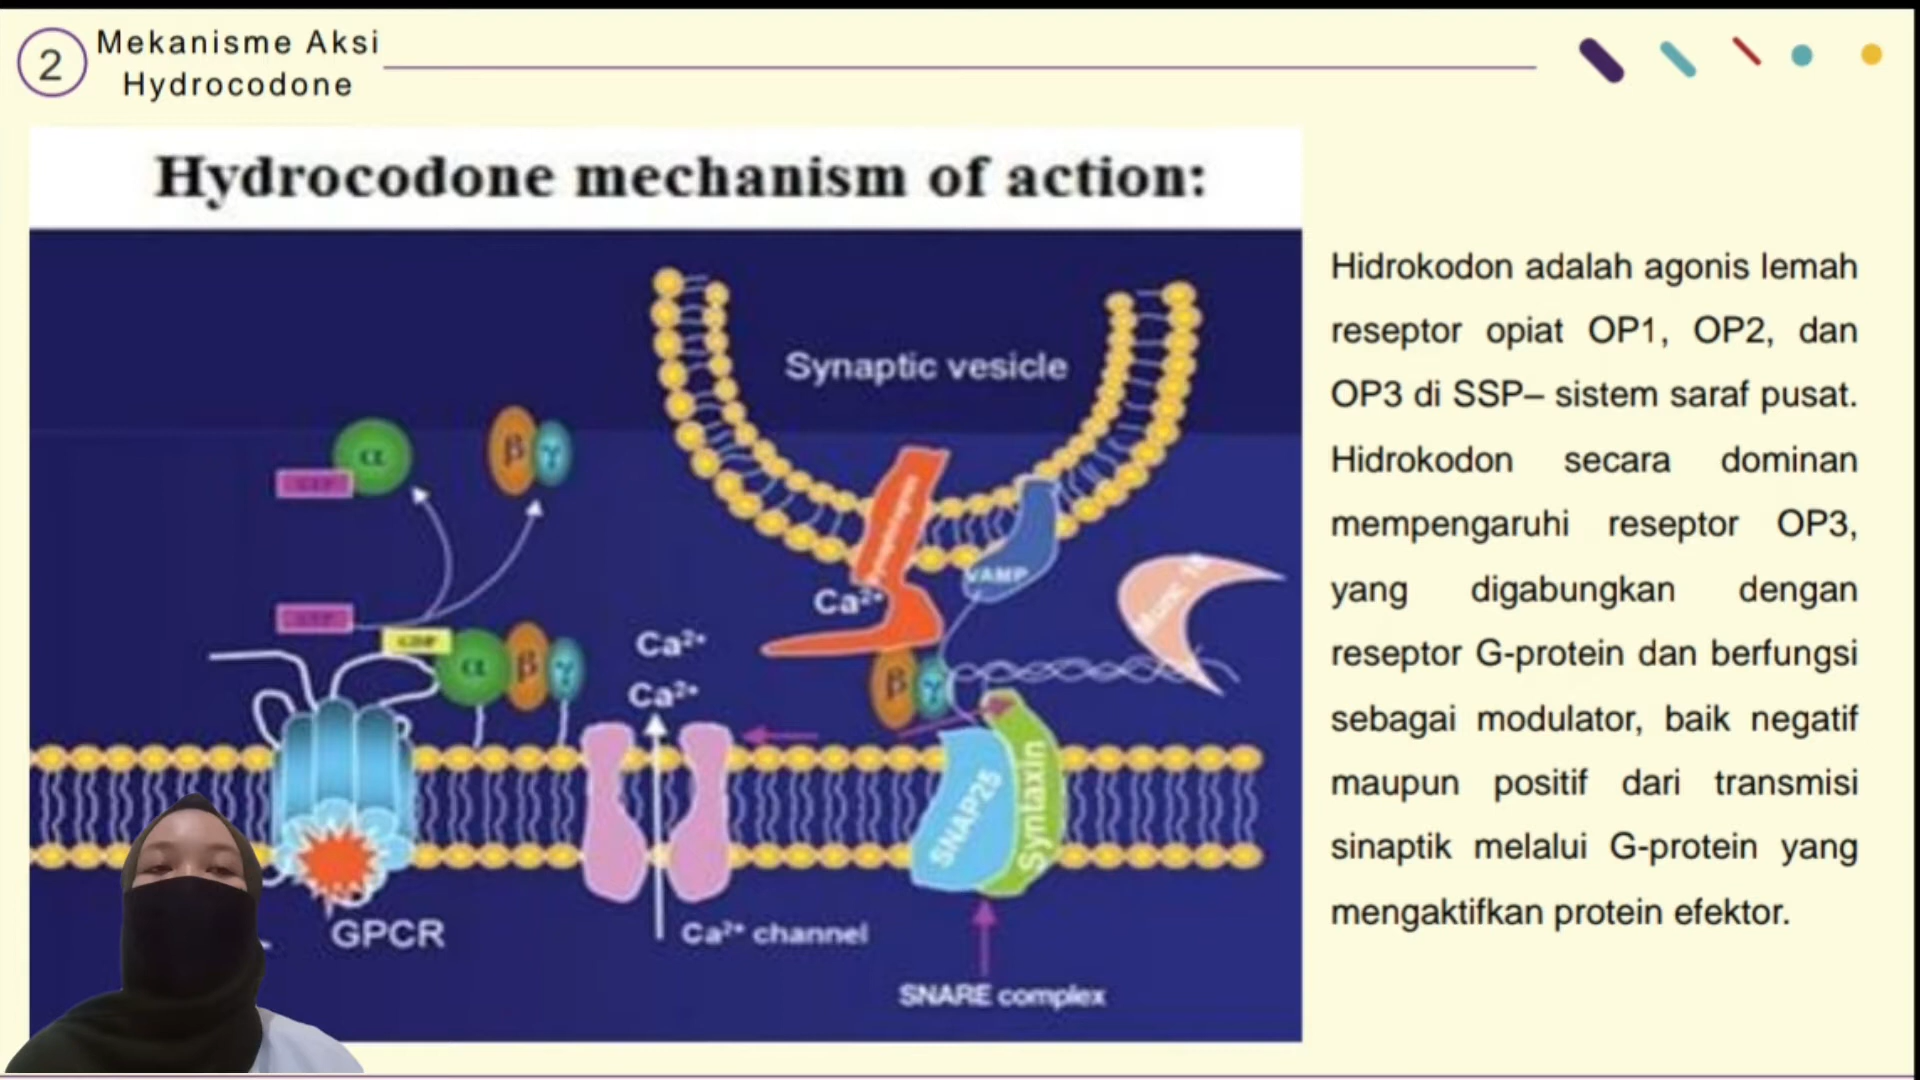 2
Mekanisme Aksi
Hydrocodone
Hydrocodone mechanism of action:
Synaptic vesicle
α
β γ
Ca²⁺
VAMP
α β γ
Ca²⁺
Ca²⁺
β γ
SNAP25
Syntaxin
GPCR
Ca²⁺ channel
SNARE complex
Hidrokodon adalah agonis lemah
reseptor opiat OP1, OP2, dan
OP3 di SSP– sistem saraf pusat.
Hidrokodon secara dominan
mempengaruhi reseptor OP3,
yang digabungkan dengan
reseptor G-protein dan berfungsi
sebagai modulator, baik negatif
maupun positif dari transmisi
sinaptik melalui G-protein yang
mengaktifkan protein efektor.